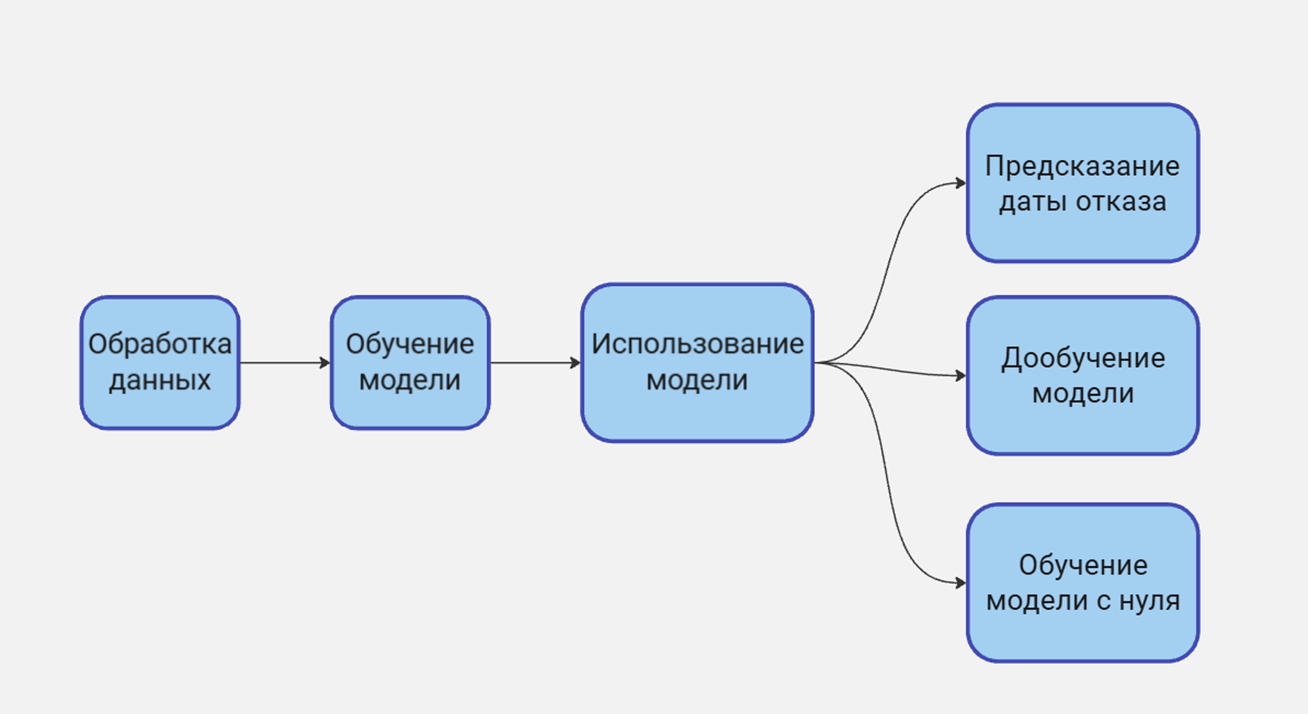 Обработка
данных
Обучение
модели
Использование
модели
Предсказание
даты отказа
Дообучение
модели
Обучение
модели с нуля